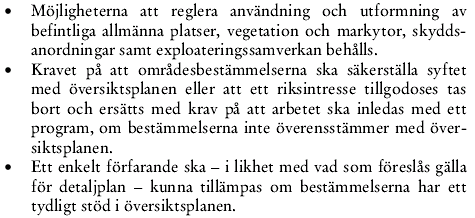 • Möjligheterna att reglera användning och utformning av
befintliga allmänna platser, vegetation och markytor, skydds-
anordningar samt exploateringssamverkan behålls.
• Kravet på att områdesbestämmelserna ska säkerställa syftet
med översiktsplanen eller att ett riksintresse tillgodoses tas
bort och ersätts med krav på att arbetet ska inledas med ett
program, om bestämmelserna inte överensstämmer med över-
siktsplanen.
• Ett enkelt förfarande ska – i likhet med vad som föreslås gälla
för detaljplan – kunna tillämpas om bestämmelserna har ett
tydligt stöd i översiktsplanen.